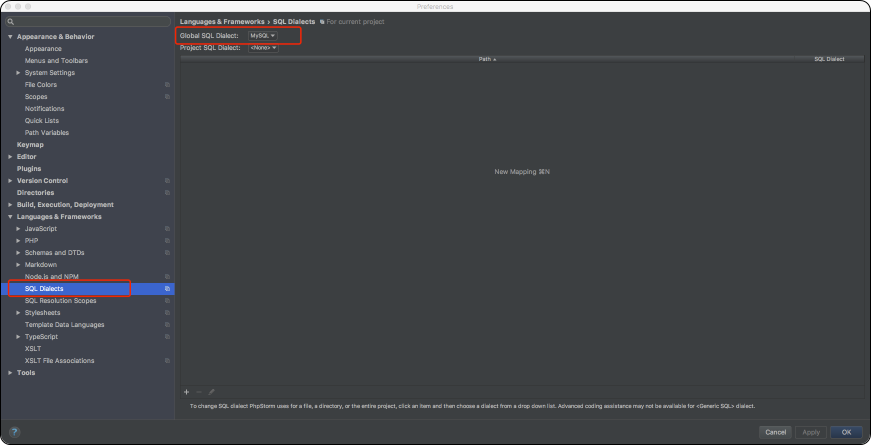 Preferences
Appearance & Behavior
Appearance
Menus and Toolbars
System Settings
File Colors
Scopes
Notifications
Quick Lists
Path Variables
Keymap
Editor
Plugins
Version Control
Directories
Build, Execution, Deployment
Languages & Frameworks
JavaScript
PHP
Schemas and DTDs
Markdown
Node.js and NPM
SQL Dialects
SQL Resolution Scopes
Stylesheets
Template Data Languages
TypeScript
XSLT
XSLT File Associations
Tools
Languages & Frameworks › SQL Dialects For current project
Global SQL Dialect: MySQL
Project SQL Dialect: <None>
Path SQL Dialect
New Mapping ⌘N
To change SQL dialect PhpStorm uses for a file, a directory, or the entire project, click an item and then choose a dialect from a drop down list. Advanced coding assistance may not be available for <Generic SQL> dialect.
? Cancel Apply OK